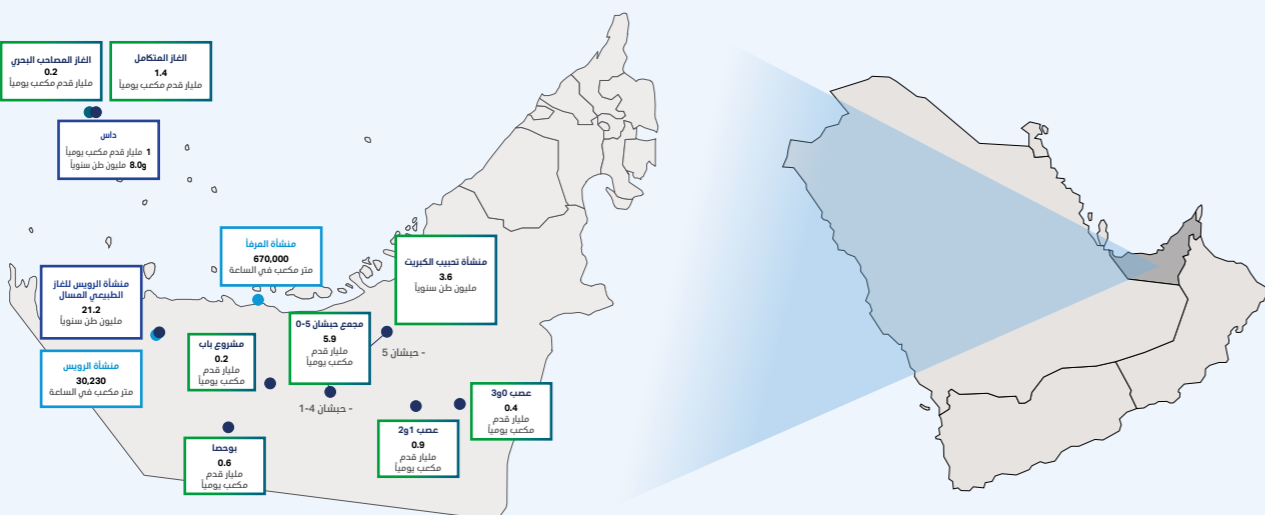 الغاز المتكامل
1.4
مليار قدم مكعب يومياً
الغاز المصاحب البحري
0.2
مليار قدم مكعب يومياً
داس
1 مليار قدم مكعب يومياً
و8.0 مليون طن سنوياً
منشأة المرفأ
670,000
متر مكعب في الساعة
منشأة تحبيب الكبريت
3.6
مليون طن سنوياً
منشأة الرويس للغاز
الطبيعي المسال
21.2
مليون طن سنوياً
مجمع حبشان 5-0
5.9
مليار قدم
مكعب يومياً
- حبشان 5
مشروع باب
0.2
مليار قدم
مكعب يومياً
منشأة الرويس
30,230
متر مكعب في الساعة
- حبشان 4-1
عصب 0و3
0.4
مليار قدم
مكعب يومياً
عصب 1و2
0.9
مليار قدم
مكعب يومياً
بوحصا
0.6
مليار قدم
مكعب يومياً